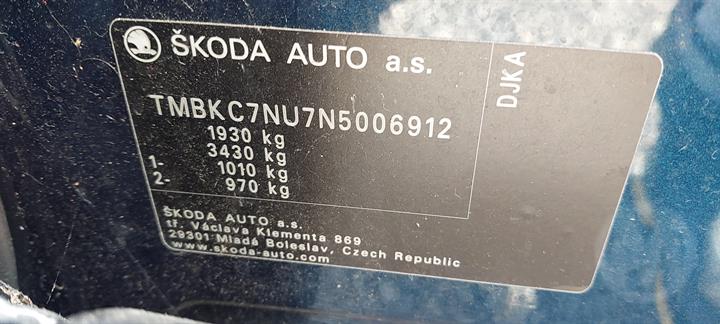 ŠKODA AUTO a.s.
TMBKC7NU7N5006912
1930 kg
3430 kg
1- 1010 kg
2- 970 kg
DJKA
ŠKODA AUTO a.s.
tř. Václava Klementa 869
29301 Mladá Boleslav, Czech Republic
www.skoda-auto.com